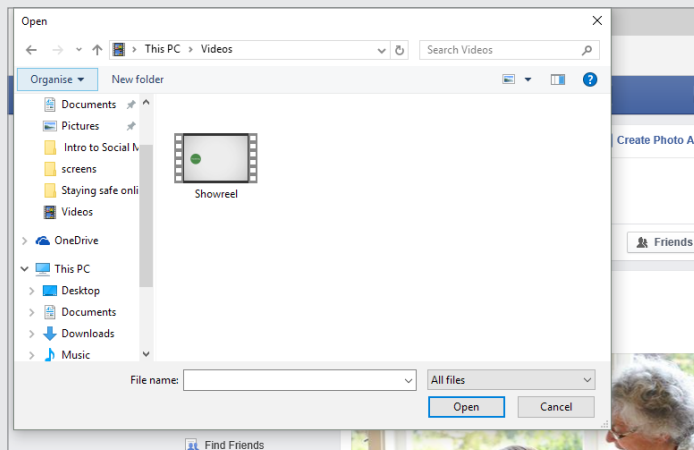 Open
This PC > Videos
Search Videos
Organise
New folder
Documents
Pictures
Intro to Social M
screens
Staying safe onli
Videos
OneDrive
This PC
Desktop
Documents
Downloads
Music
Showreel
File name:
All files
Open
Cancel
Create Photo A
Friends
Find Friends